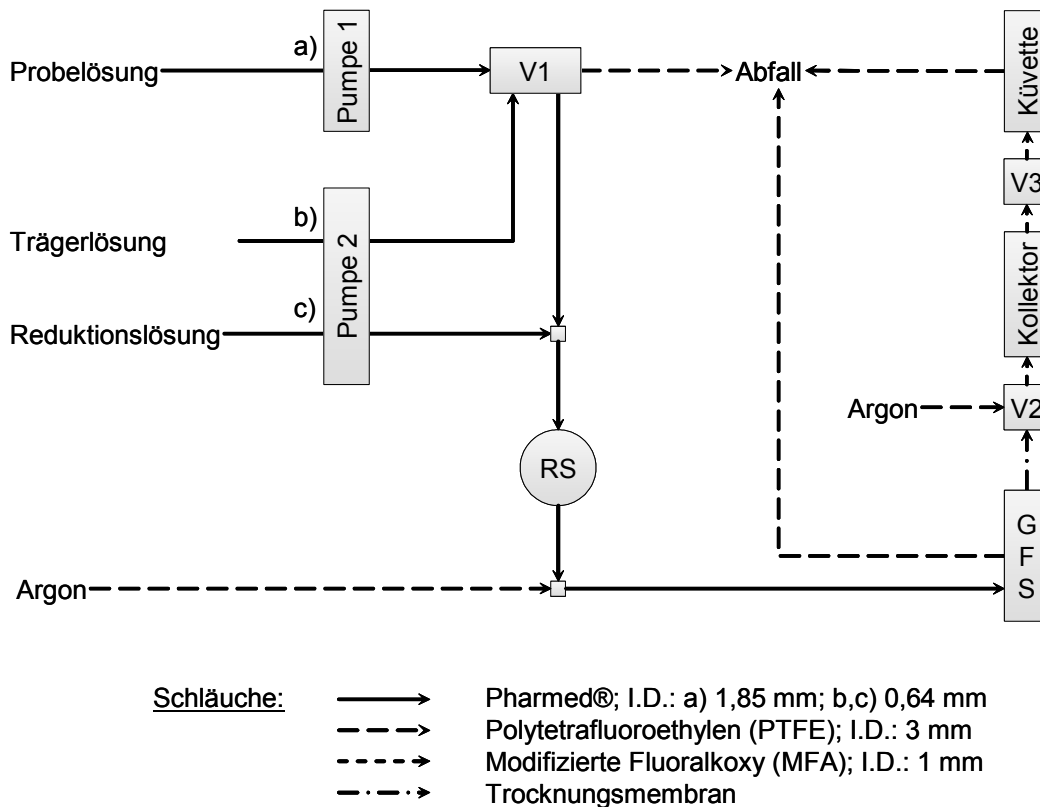 Probelösung
a)
Pumpe 1
V1
Abfall
Küvette
V3
Trägerlösung
b)
Pumpe 2
Kollektor
Reduktionslösung
c)
Argon
V2
RS
G
F
S
Argon
Schläuche:
Pharmed®; I.D.: a) 1,85 mm; b,c) 0,64 mm
Polytetrafluoroethylen (PTFE); I.D.: 3 mm
Modifizierte Fluoralkoxy (MFA); I.D.: 1 mm
Trocknungsmembran